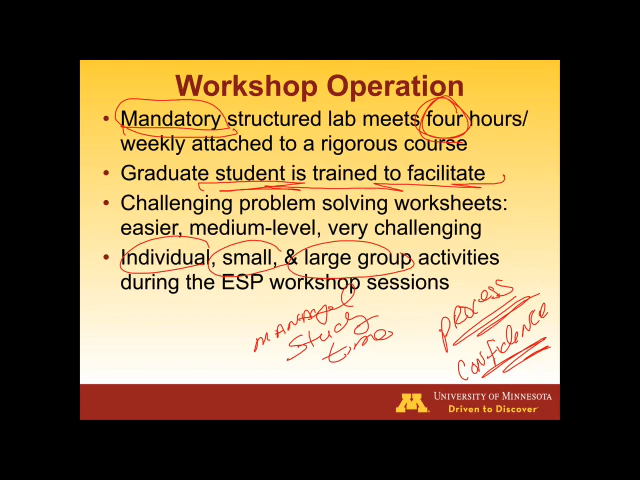 Workshop Operation
• Mandatory structured lab meets four hours/
weekly attached to a rigorous course
• Graduate student is trained to facilitate
• Challenging problem solving worksheets:
easier, medium-level, very challenging
• Individual, small, & large group activities
during the ESP workshop sessions
Managed
Study
time
Process
Confidence
M
UNIVERSITY OF MINNESOTA
Driven to Discover℠